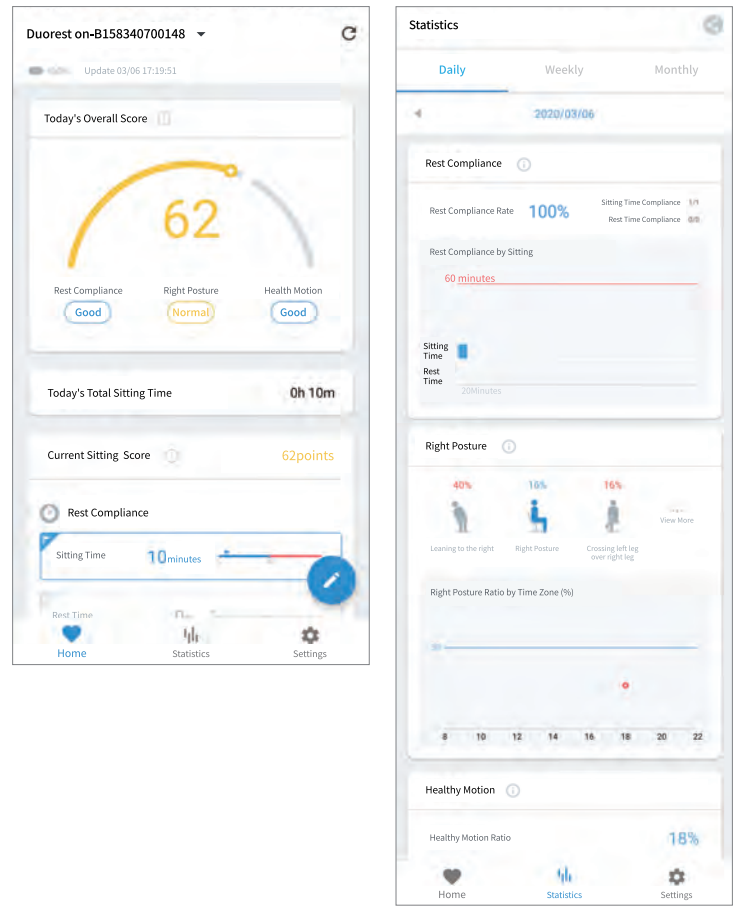 Duorest on-B158340700148
Update 03/06 17:19:51
Today's Overall Score
62
Rest Compliance Right Posture Health Motion
Good Normal Good
Today's Total Sitting Time 0h 10m
Current Sitting Score 62points
Rest Compliance
Sitting Time 10minutes
Rest Time
Home Statistics Settings
Statistics
Daily Weekly Monthly
2020/03/06
Rest Compliance
Rest Compliance Rate 100%
Sitting Time Compliance 1/1
Rest Time Compliance 0/0
Rest Compliance by Sitting
60 minutes
Sitting
Time
Rest
Time
20Minutes
Right Posture
40% 16% 16%
View More
Leaning to the right Right Posture Crossing left leg
over right leg
Right Posture Ratio by Time Zone (%)
8 10 12 14 16 18 20 22
Healthy Motion
Healthy Motion Ratio 18%
Home Statistics Settings